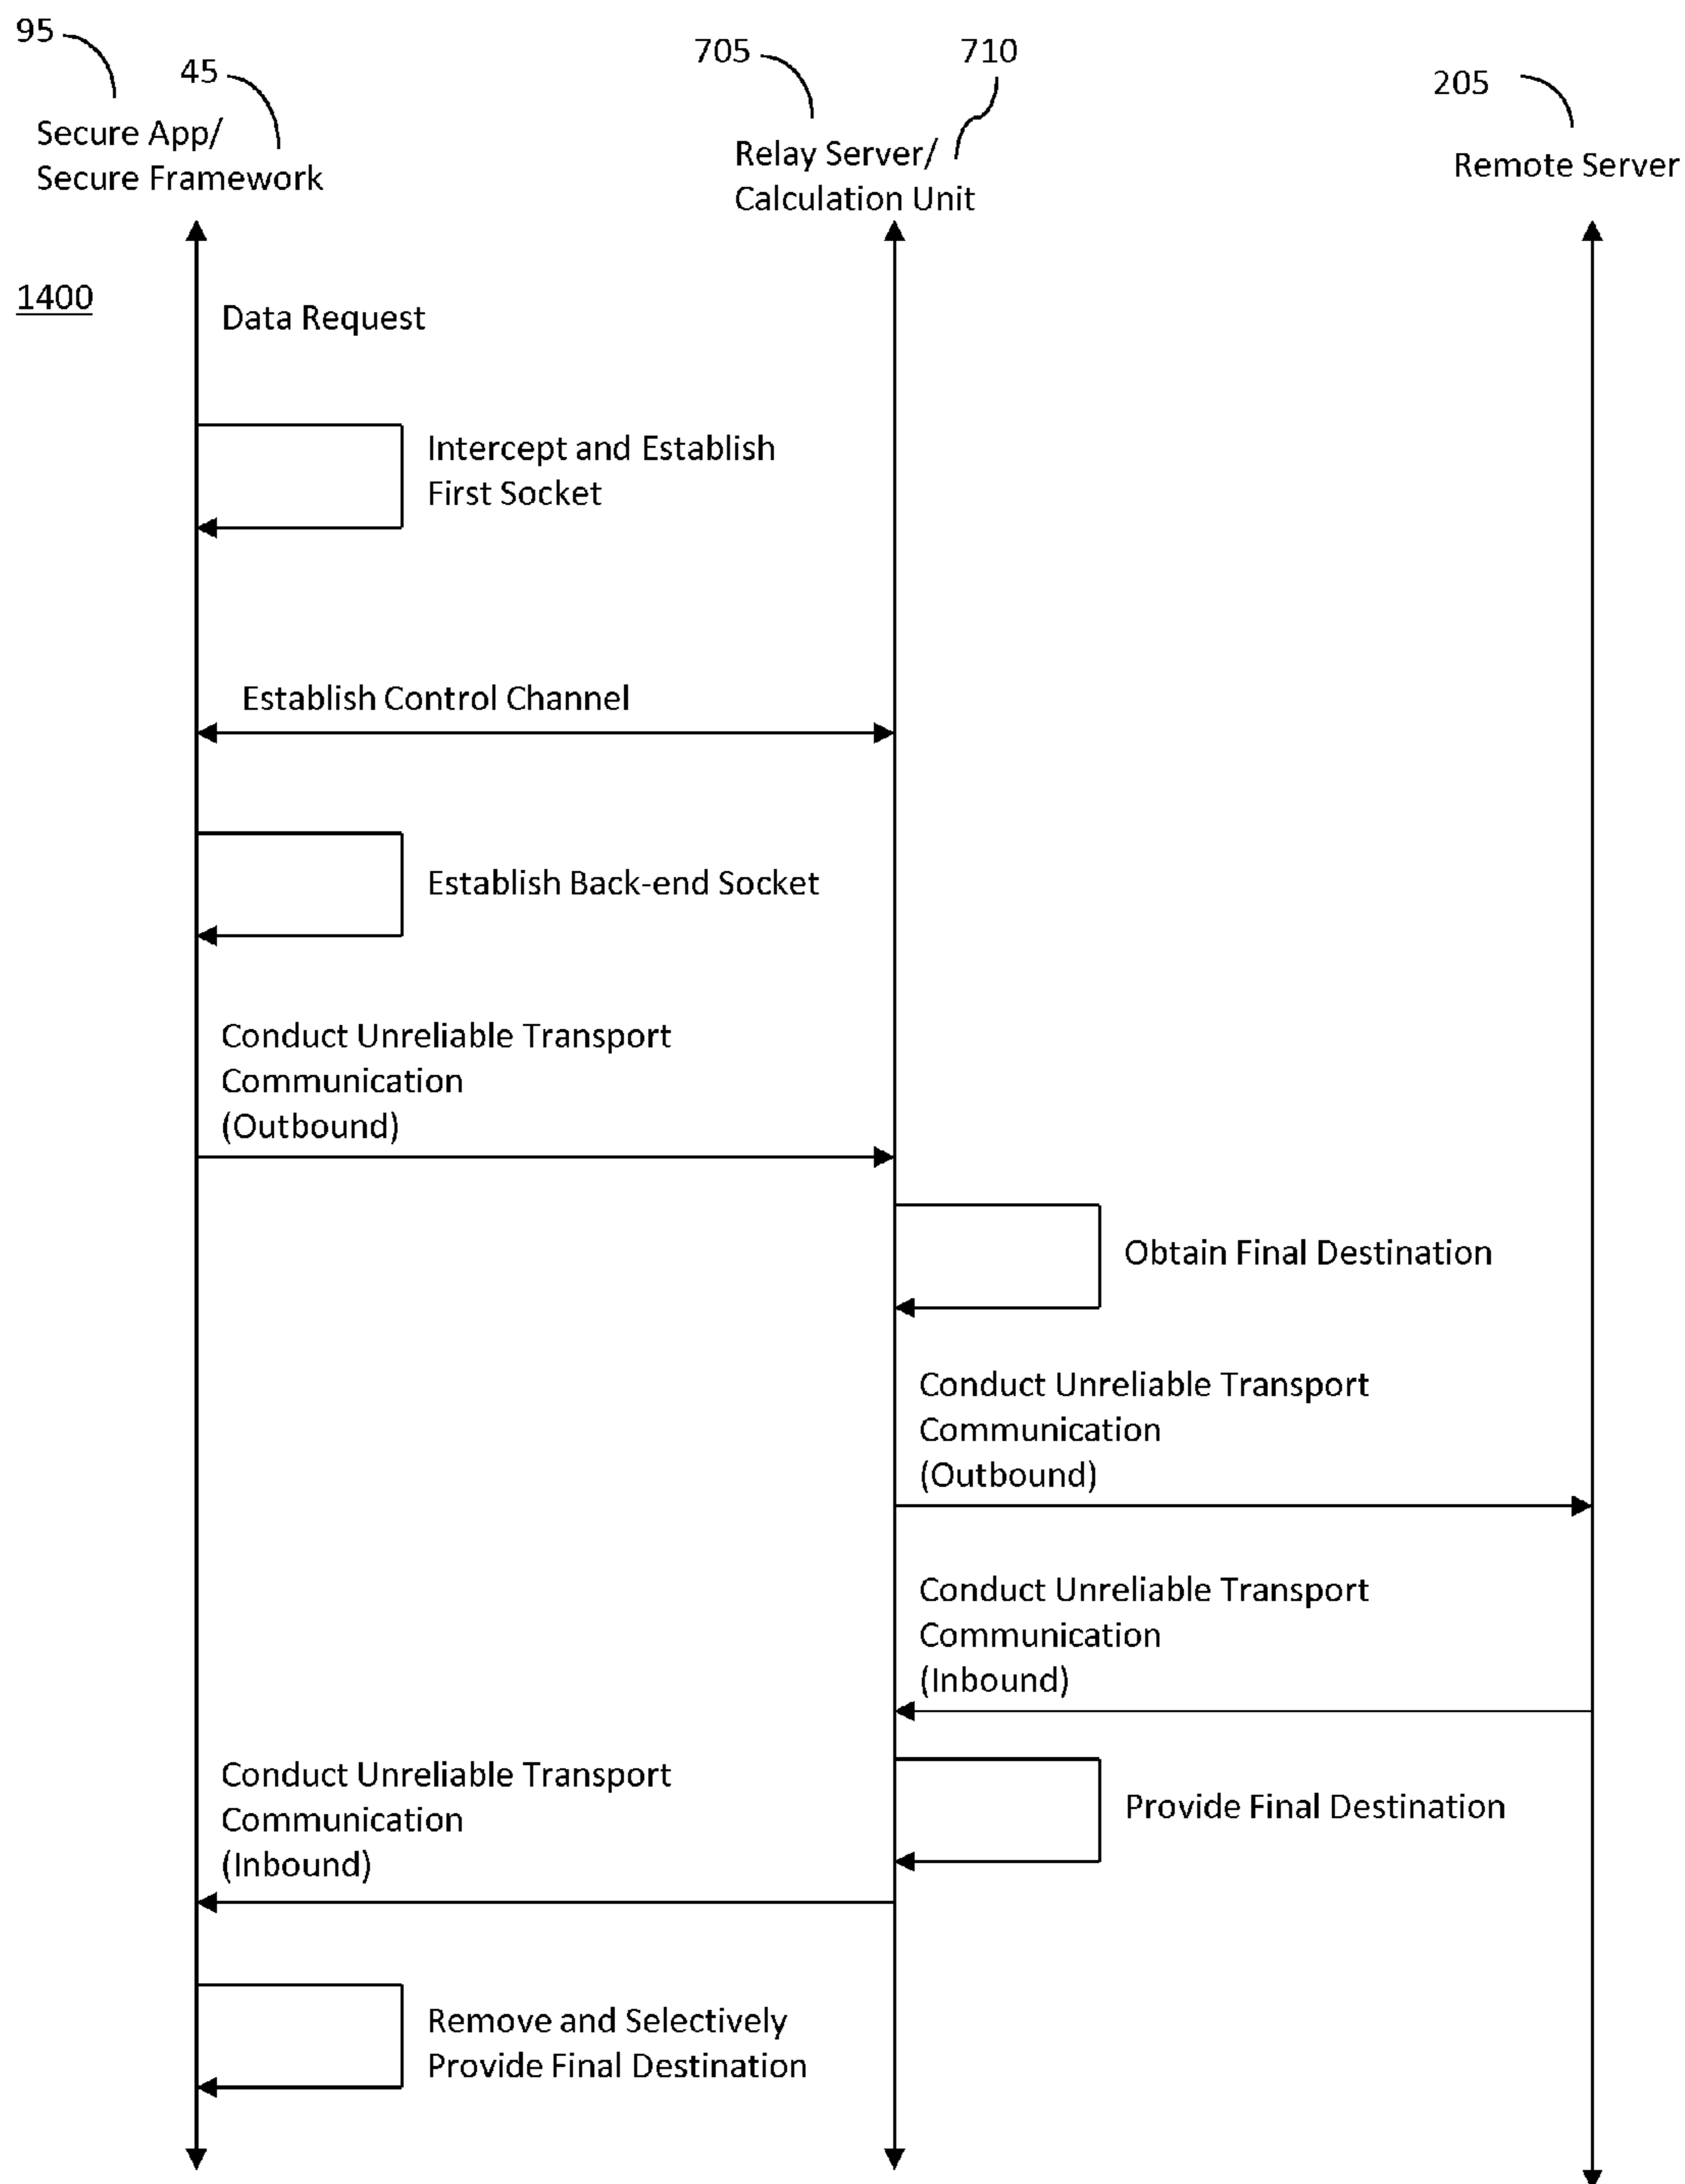 95
45
Secure App/
Secure Framework
705
710
Relay Server/
Calculation Unit
205
Remote Server
1400
Data Request
Intercept and Establish
First Socket
Establish Control Channel
Establish Back-end Socket
Conduct Unreliable Transport
Communication
(Outbound)
Obtain Final Destination
Conduct Unreliable Transport
Communication
(Outbound)
Conduct Unreliable Transport
Communication
(Inbound)
Conduct Unreliable Transport
Communication
(Inbound)
Provide Final Destination
Remove and Selectively
Provide Final Destination